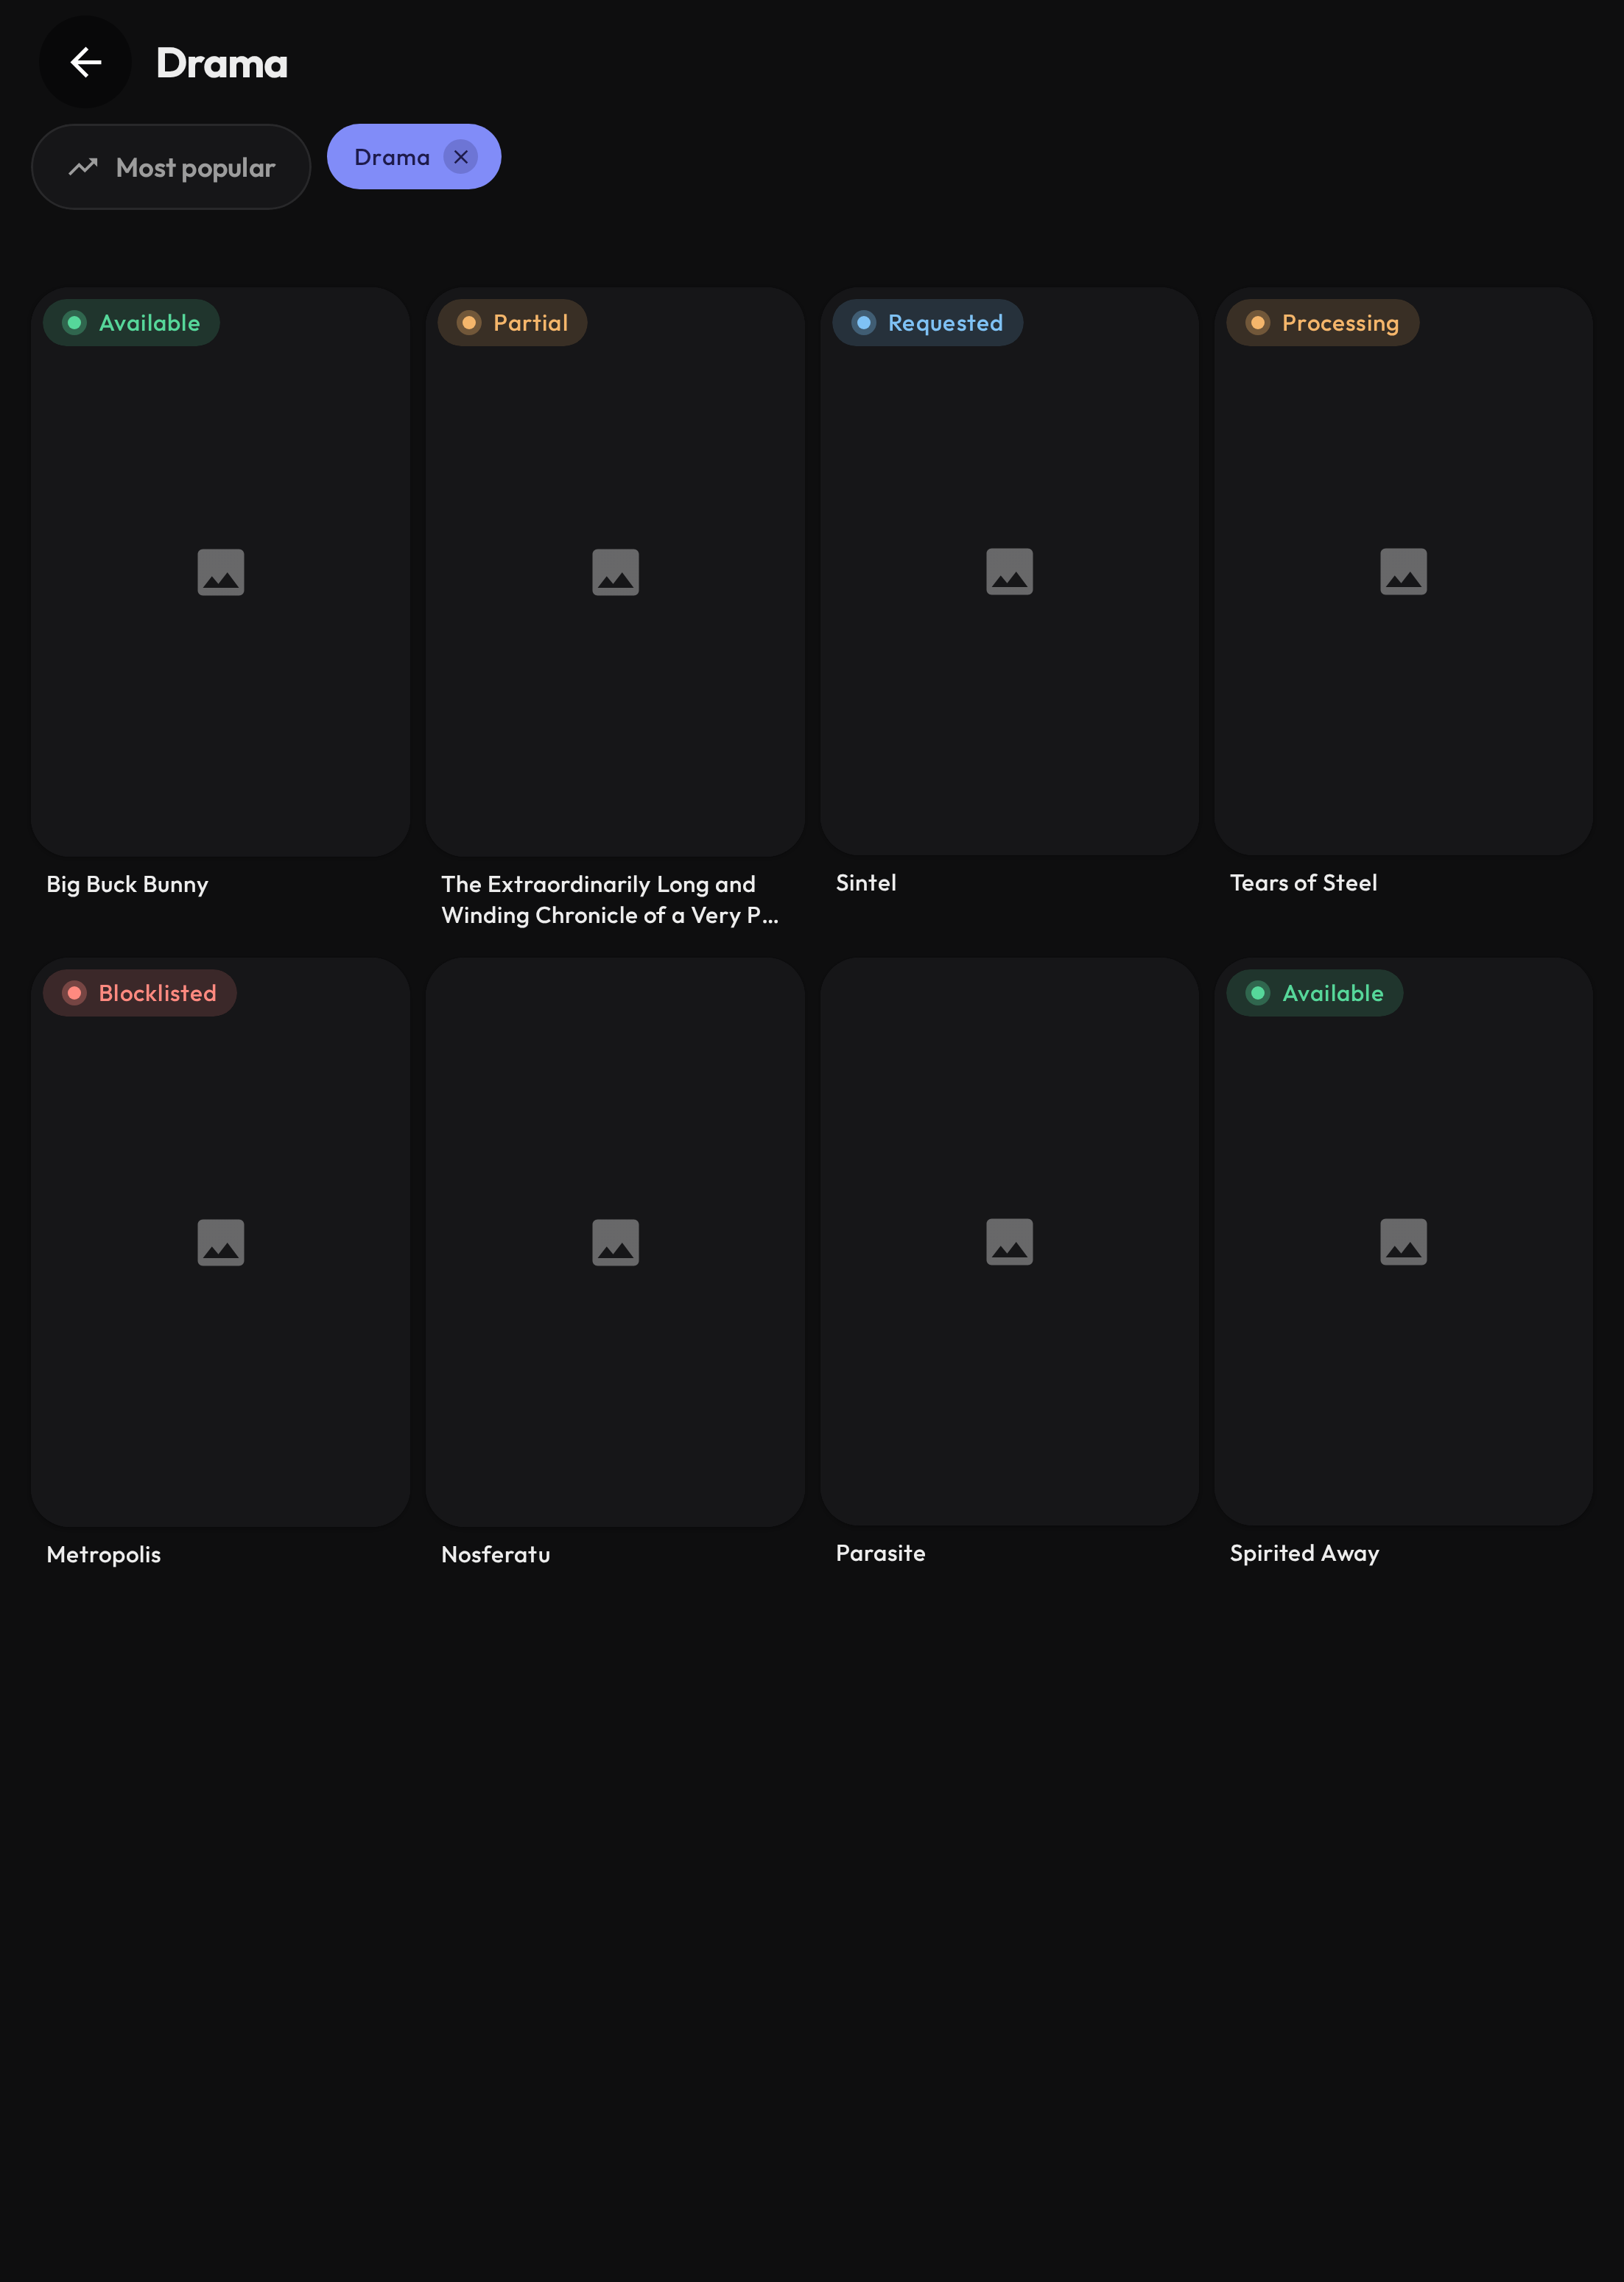 Drama
Most popular
Drama
Available
Partial
Requested
Processing
Big Buck Bunny
The Extraordinarily Long and
Winding Chronicle of a Very P...
Sintel
Tears of Steel
Blocklisted
Available
Metropolis
Nosferatu
Parasite
Spirited Away